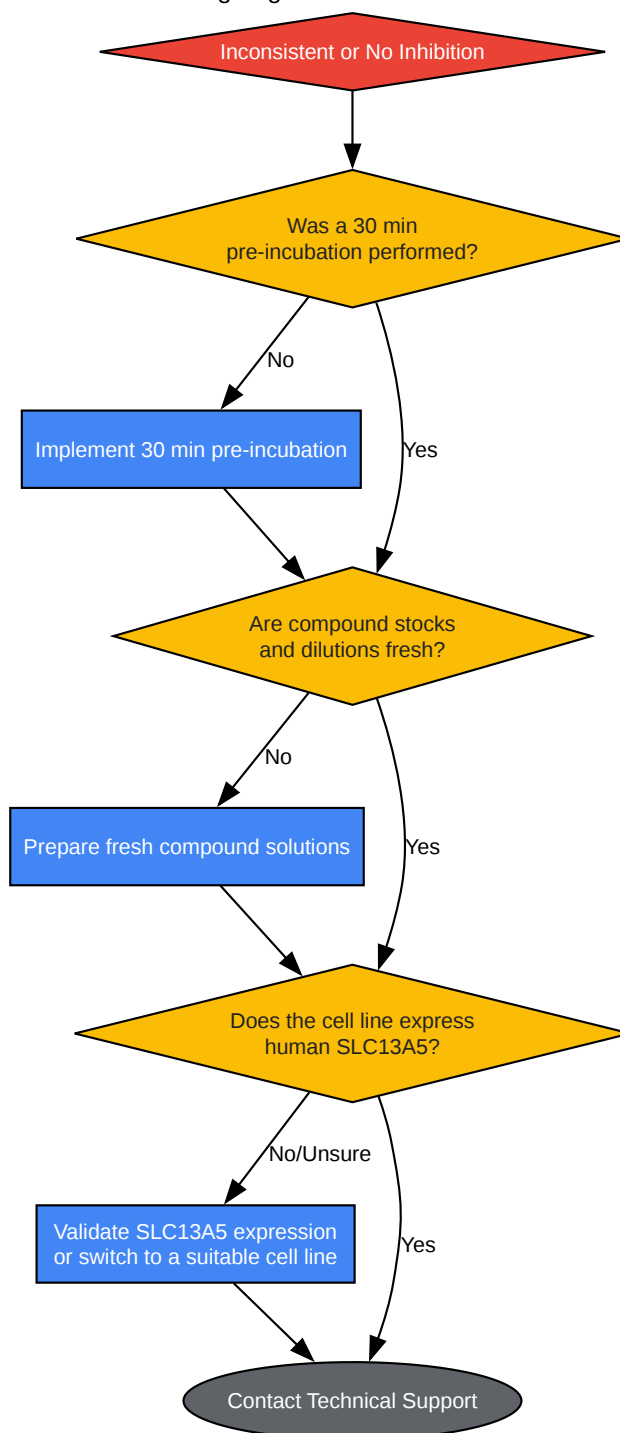 Inconsistent or No Inhibition
Was a 30 min
pre-incubation performed?
No
Implement 30 min pre-incubation
Yes
Are compound stocks
and dilutions fresh?
No
Prepare fresh compound solutions
Yes
Does the cell line express
human SLC13A5?
No/Unsure
Validate SLC13A5 expression
or switch to a suitable cell line
Yes
Contact Technical Support